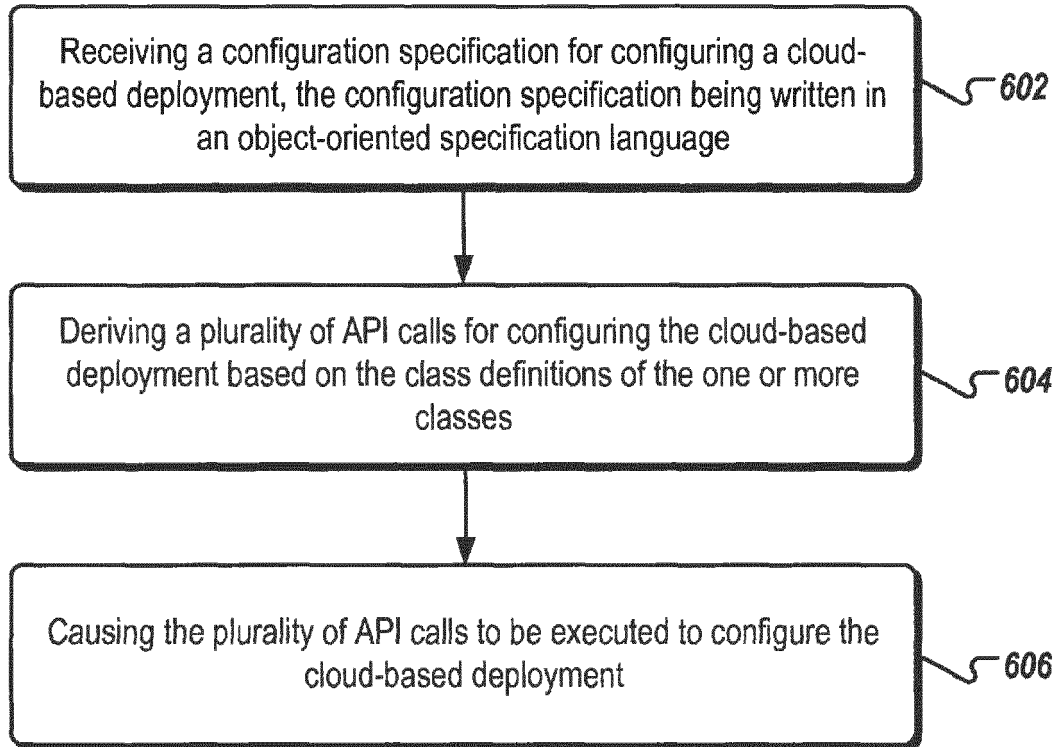 Receiving a configuration specification for configuring a cloud-
based deployment, the configuration specification being written in
an object-oriented specification language
602
Deriving a plurality of API calls for configuring the cloud-based
deployment based on the class definitions of the one or more
classes
604
Causing the plurality of API calls to be executed to configure the
cloud-based deployment
606